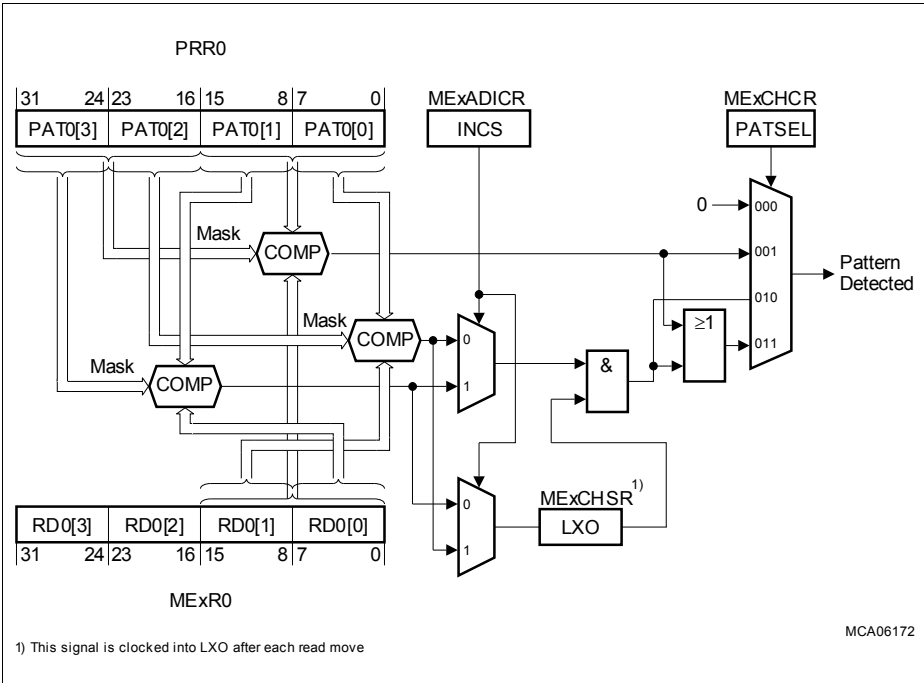 PRR0
31 24 23 16 15 8 7 0
PAT0[3] PAT0[2] PAT0[1] PAT0[0]
MExADICR
INCS
MExCHCR
PATSEL
0
000
001
010
011
Pattern
Detected
Mask
COMP
Mask
COMP
Mask
COMP
0
1
&
≥1
0
1
MExCHSR 1)
LXO
RD0[3] RD0[2] RD0[1] RD0[0]
31 24 23 16 15 8 7 0
MExR0
1) This signal is clocked into LXO after each read move
MCA06172